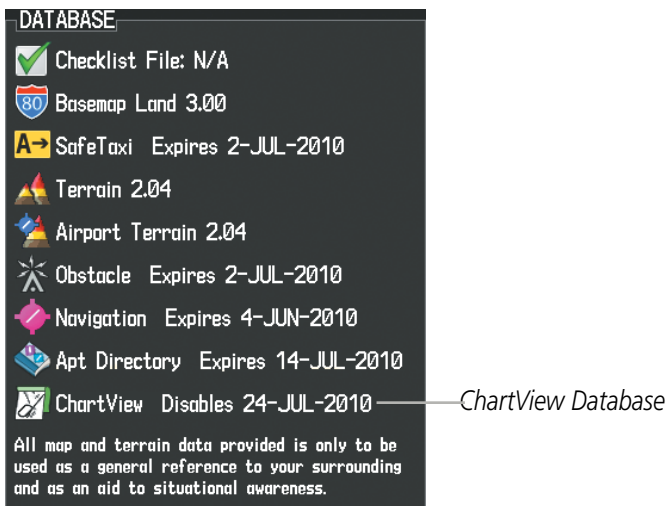 DATABASE
Checklist File: N/A
80 Basemap Land 3.00
A→ SafeTaxi Expires 2-JUL-2010
Terrain 2.04
Airport Terrain 2.04
Obstacle Expires 2-JUL-2010
Navigation Expires 4-JUN-2010
Apt Directory Expires 14-JUL-2010
ChartView Disables 24-JUL-2010 ChartView Database
All map and terrain data provided is only to be
used as a general reference to your surrounding
and as an aid to situational awareness.